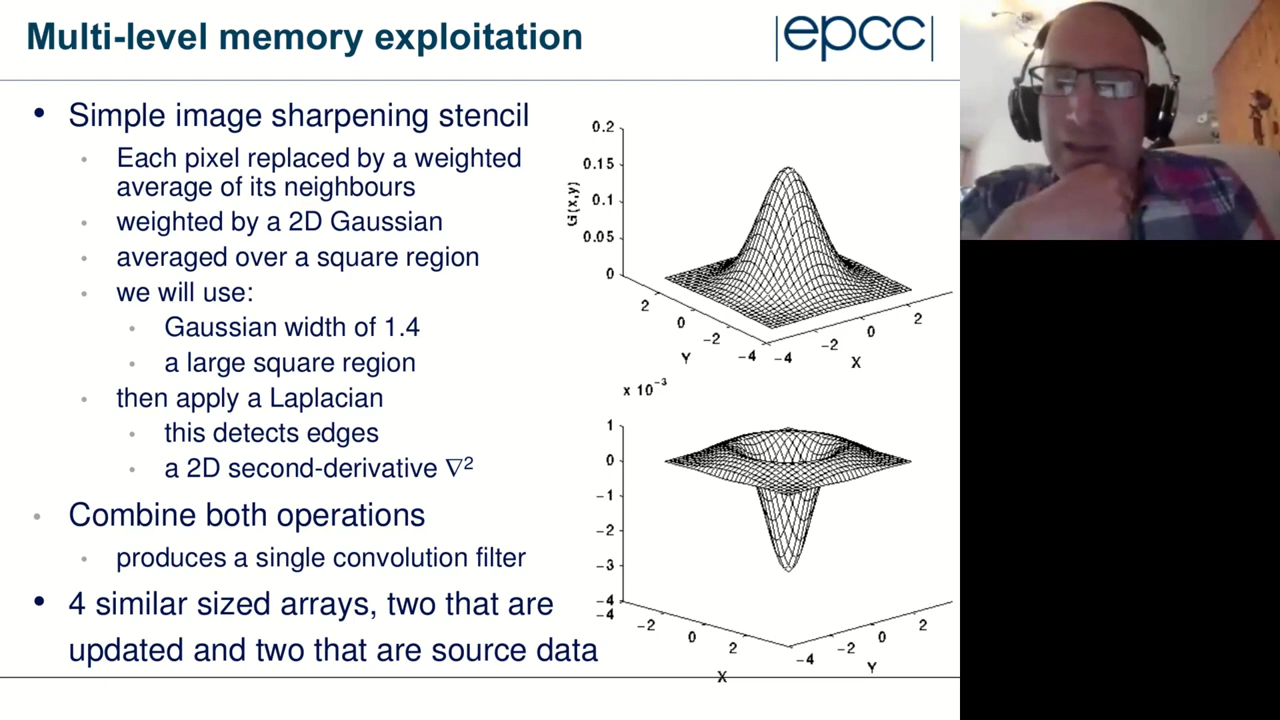 Multi-level memory exploitation
|epcc|
• Simple image sharpening stencil
• Each pixel replaced by a weighted
average of its neighbours
• weighted by a 2D Gaussian
• averaged over a square region
• we will use:
• Gaussian width of 1.4
• a large square region
• then apply a Laplacian
• this detects edges
• a 2D second-derivative ∇²
• Combine both operations
• produces a single convolution filter
• 4 similar sized arrays, two that are
updated and two that are source data
0.2
0.15
0.1
0.05
0
G(x,y)
2
0
−2
−4
Y
−4
−2
0
2
X
x 10⁻³
1
0
−1
−2
−3
−4
−4
−2
0
2
X
−4
−2
0
2
Y